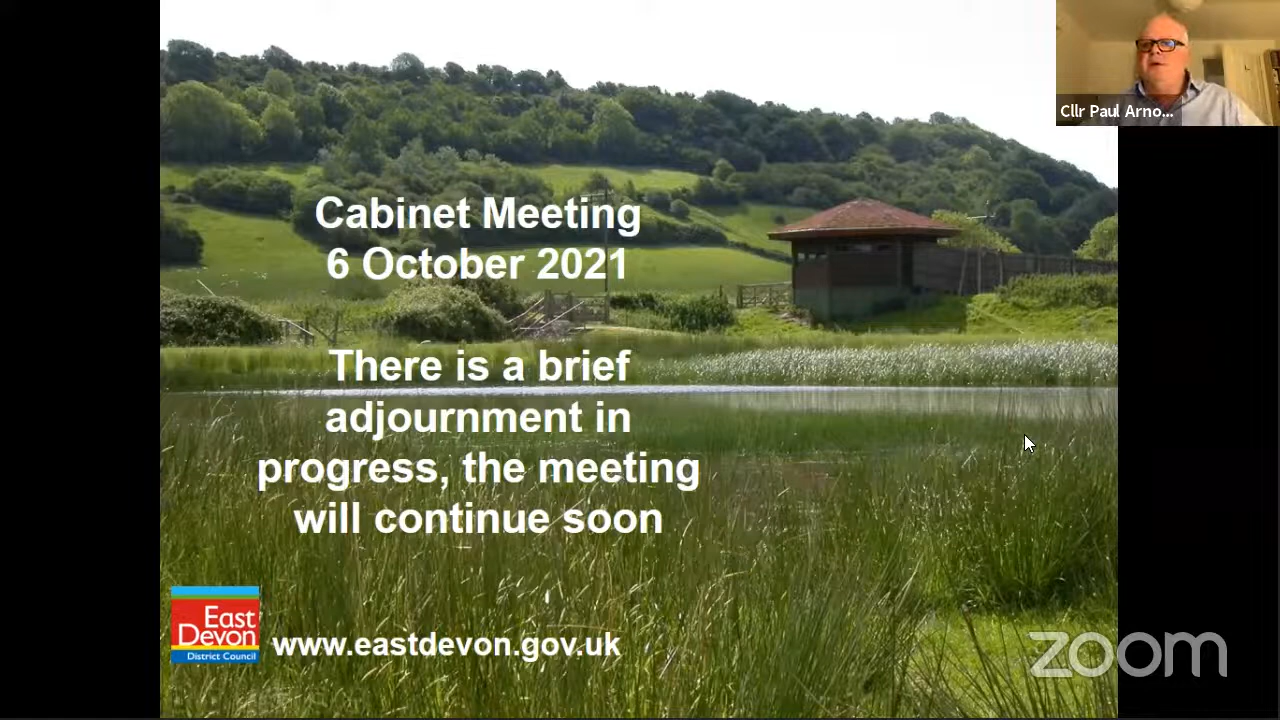 Cllr Paul Arno...
Cabinet Meeting
6 October 2021
There is a brief
adjournment in
progress, the meeting
will continue soon
East
Devon
District Council
www.eastdevon.gov.uk
zoom